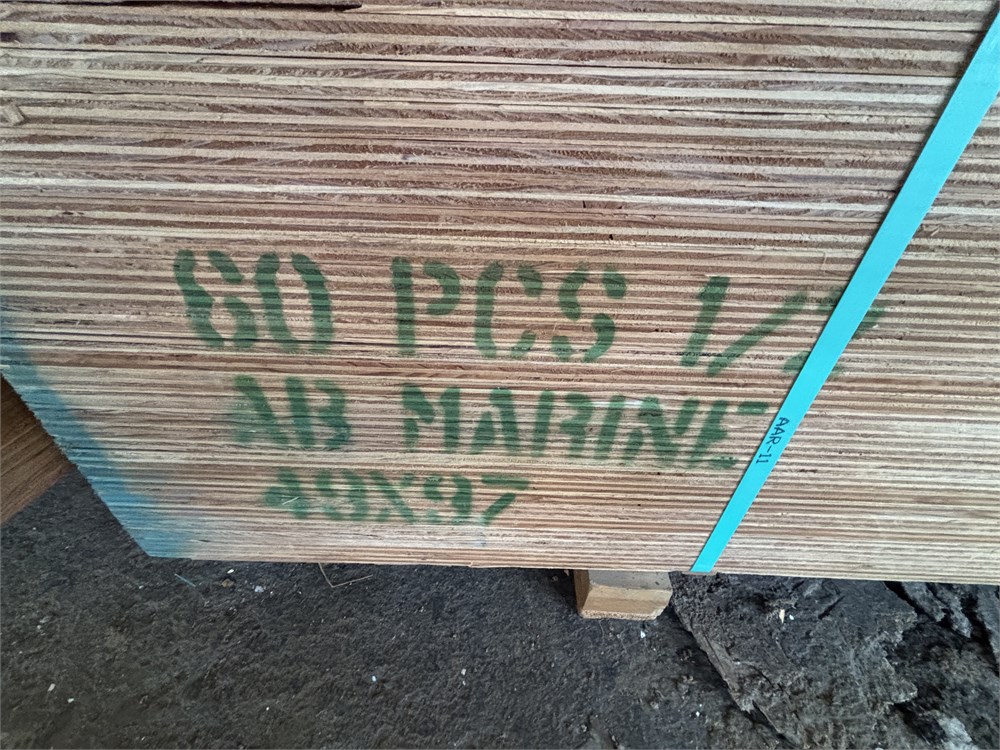 60 PCS 1/2"
AB MARINE
49X97
AAR-11